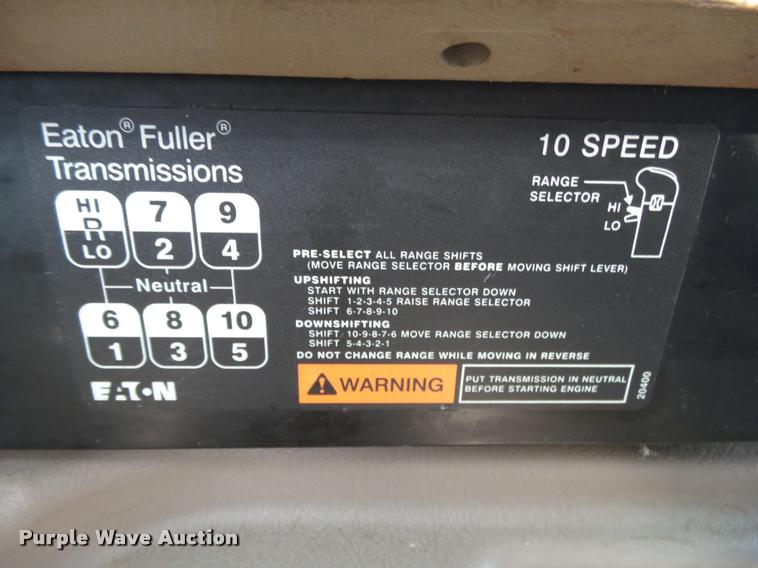 Eaton® Fuller®
Transmissions
10 SPEED
RANGE
SELECTOR
HI
LO
HI 7 9
R
LO 2 4
Neutral
6 8 10
1 3 5
PRE-SELECT ALL RANGE SHIFTS
(MOVE RANGE SELECTOR BEFORE MOVING SHIFT LEVER)
UPSHIFTING
START WITH RANGE SELECTOR DOWN
SHIFT 1-2-3-4-5 RAISE RANGE SELECTOR
SHIFT 6-7-8-9-10
DOWNSHIFTING
SHIFT 10-9-8-7-6 MOVE RANGE SELECTOR DOWN
SHIFT 5-4-3-2-1
DO NOT CHANGE RANGE WHILE MOVING IN REVERSE
WARNING
PUT TRANSMISSION IN NEUTRAL
BEFORE STARTING ENGINE
20400
EATON
Purple Wave Auction